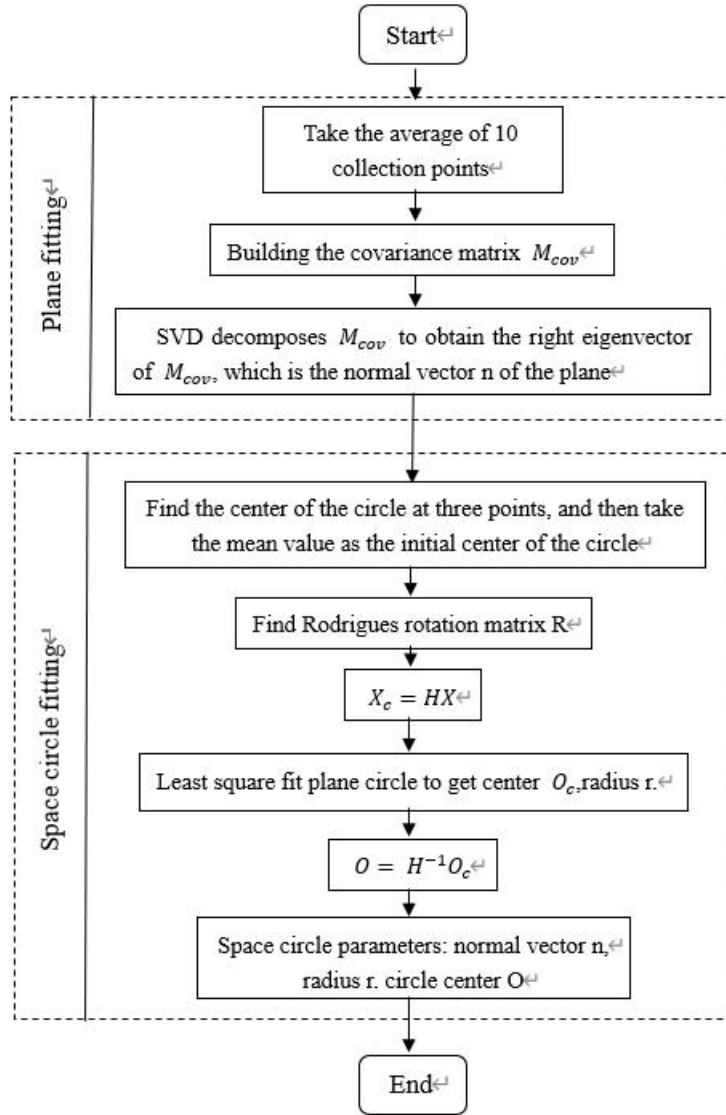 Start↵
Plane fitting↵
Take the average of 10
collection points↵
Building the covariance matrix M_cov↵
SVD decomposes M_cov to obtain the right eigenvector
of M_cov, which is the normal vector n of the plane↵
Space circle fitting↵
Find the center of the circle at three points, and then take
the mean value as the initial center of the circle↵
Find Rodrigues rotation matrix R↵
X_c = HX↵
Least square fit plane circle to get center O_c,radius r.↵
O = H⁻¹O_c↵
Space circle parameters: normal vector n,↵
radius r. circle center O↵
End↵